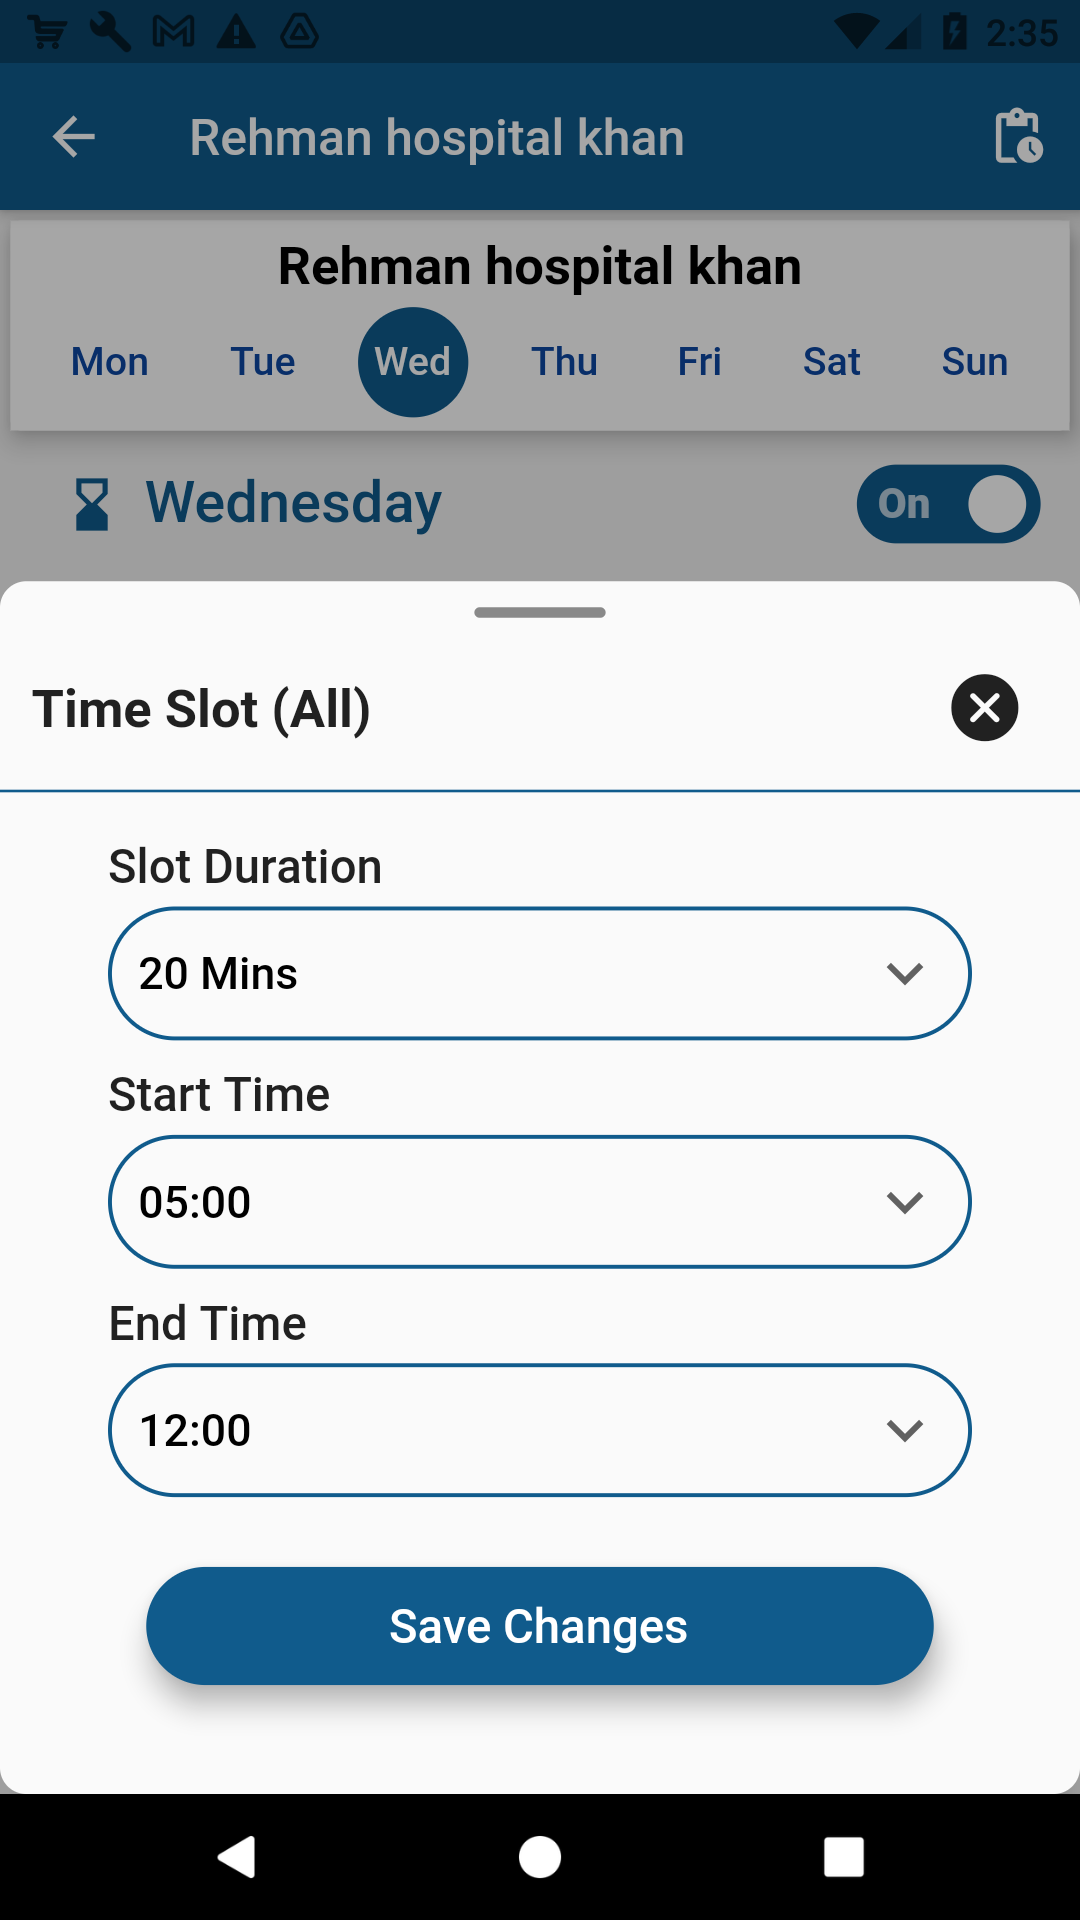 2:35
Rehman hospital khan
Rehman hospital khan
Mon Tue Wed Thu Fri Sat Sun
Wednesday On
Time Slot (All)
Slot Duration
20 Mins
Start Time
05:00
End Time
12:00
Save Changes